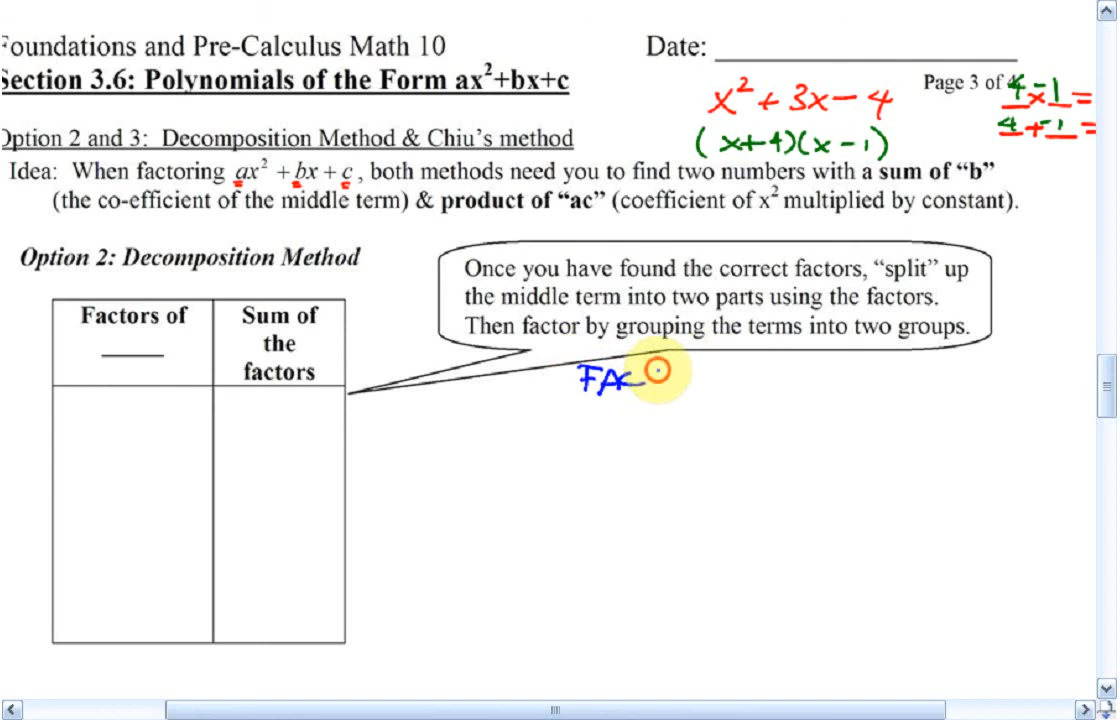 Foundations and Pre-Calculus Math 10 Date:
Section 3.6: Polynomials of the Form ax²+bx+c
Page 3 of 4
x² + 3x − 4
4 × −1 =
(x+4)(x−1)
4 + −1 =
Option 2 and 3: Decomposition Method & Chiu's method
Idea: When factoring ax² + bx + c, both methods need you to find two numbers with a sum of “b”
(the co-efficient of the middle term) & product of “ac” (coefficient of x² multiplied by constant).
Option 2: Decomposition Method
Once you have found the correct factors, “split” up
the middle term into two parts using the factors.
Then factor by grouping the terms into two groups.
Factors of ____
Sum of
the
factors
FAC